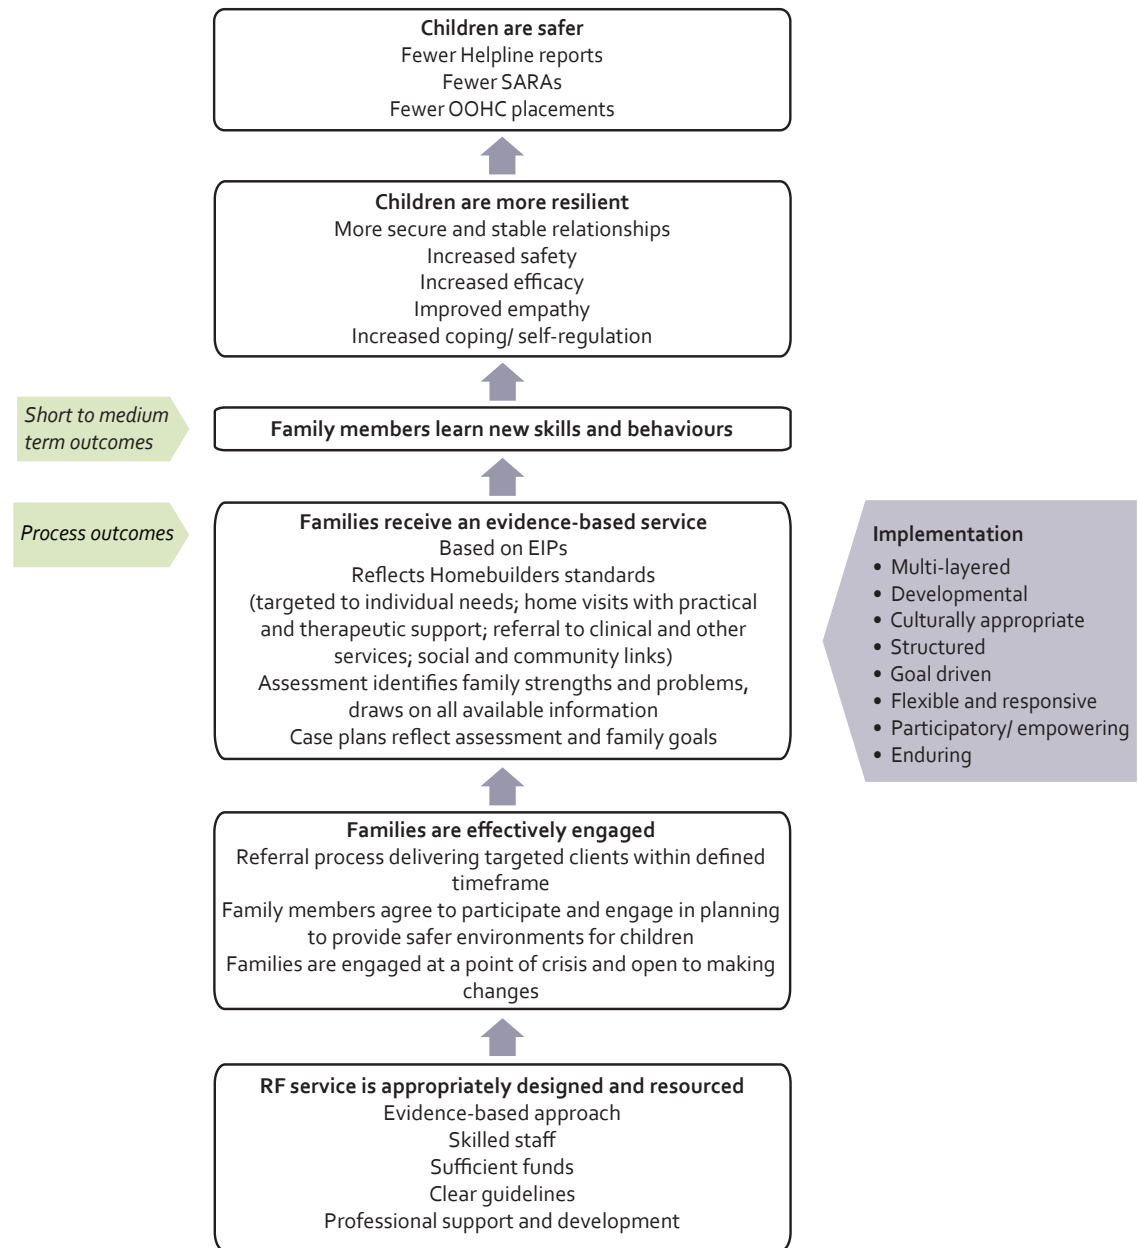 Children are safer
Fewer Helpline reports
Fewer SARAs
Fewer OOHC placements
Children are more resilient
More secure and stable relationships
Increased safety
Increased efficacy
Improved empathy
Increased coping/ self-regulation
Short to medium
term outcomes
Family members learn new skills and behaviours
Process outcomes
Families receive an evidence-based service
Based on EIPs
Reflects Homebuilders standards
(targeted to individual needs; home visits with practical
and therapeutic support; referral to clinical and other
services; social and community links)
Assessment identifies family strengths and problems,
draws on all available information
Case plans reflect assessment and family goals
Implementation
• Multi-layered
• Developmental
• Culturally appropriate
• Structured
• Goal driven
• Flexible and responsive
• Participatory/ empowering
• Enduring
Families are effectively engaged
Referral process delivering targeted clients within defined
timeframe
Family members agree to participate and engage in planning
to provide safer environments for children
Families are engaged at a point of crisis and open to making
changes
RF service is appropriately designed and resourced
Evidence-based approach
Skilled staff
Sufficient funds
Clear guidelines
Professional support and development